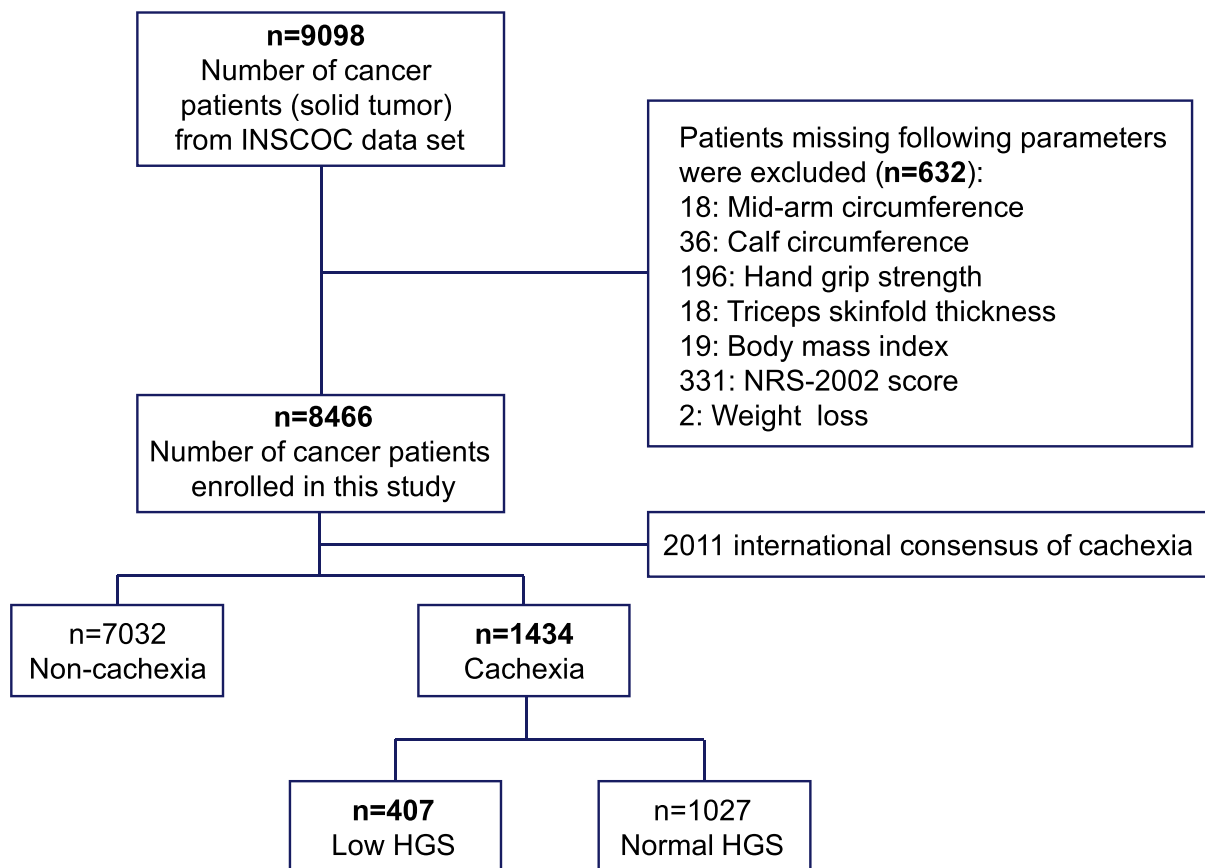 n=9098
Number of cancer
patients (solid tumor)
from INSCOC data set
Patients missing following parameters
were excluded (n=632):
18: Mid-arm circumference
36: Calf circumference
196: Hand grip strength
18: Triceps skinfold thickness
19: Body mass index
331: NRS-2002 score
2: Weight loss
n=8466
Number of cancer patients
enrolled in this study
2011 international consensus of cachexia
n=7032
Non-cachexia
n=1434
Cachexia
n=407
Low HGS
n=1027
Normal HGS